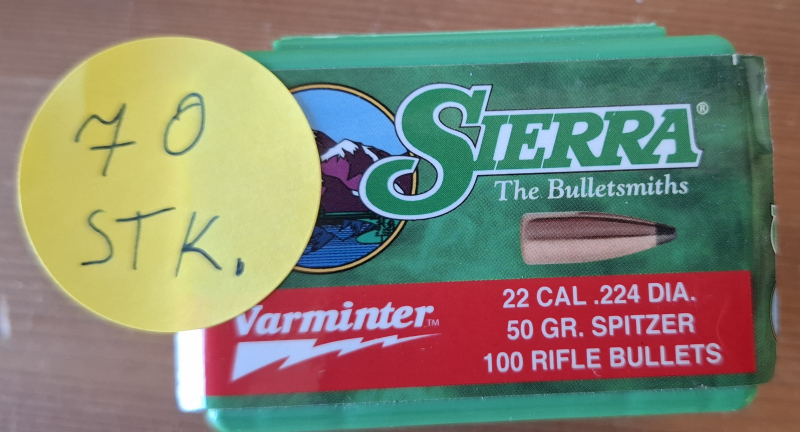 70
STK.
SIERRA®
The Bulletsmiths
Varminter™
22 CAL .224 DIA.
50 GR. SPITZER
100 RIFLE BULLETS